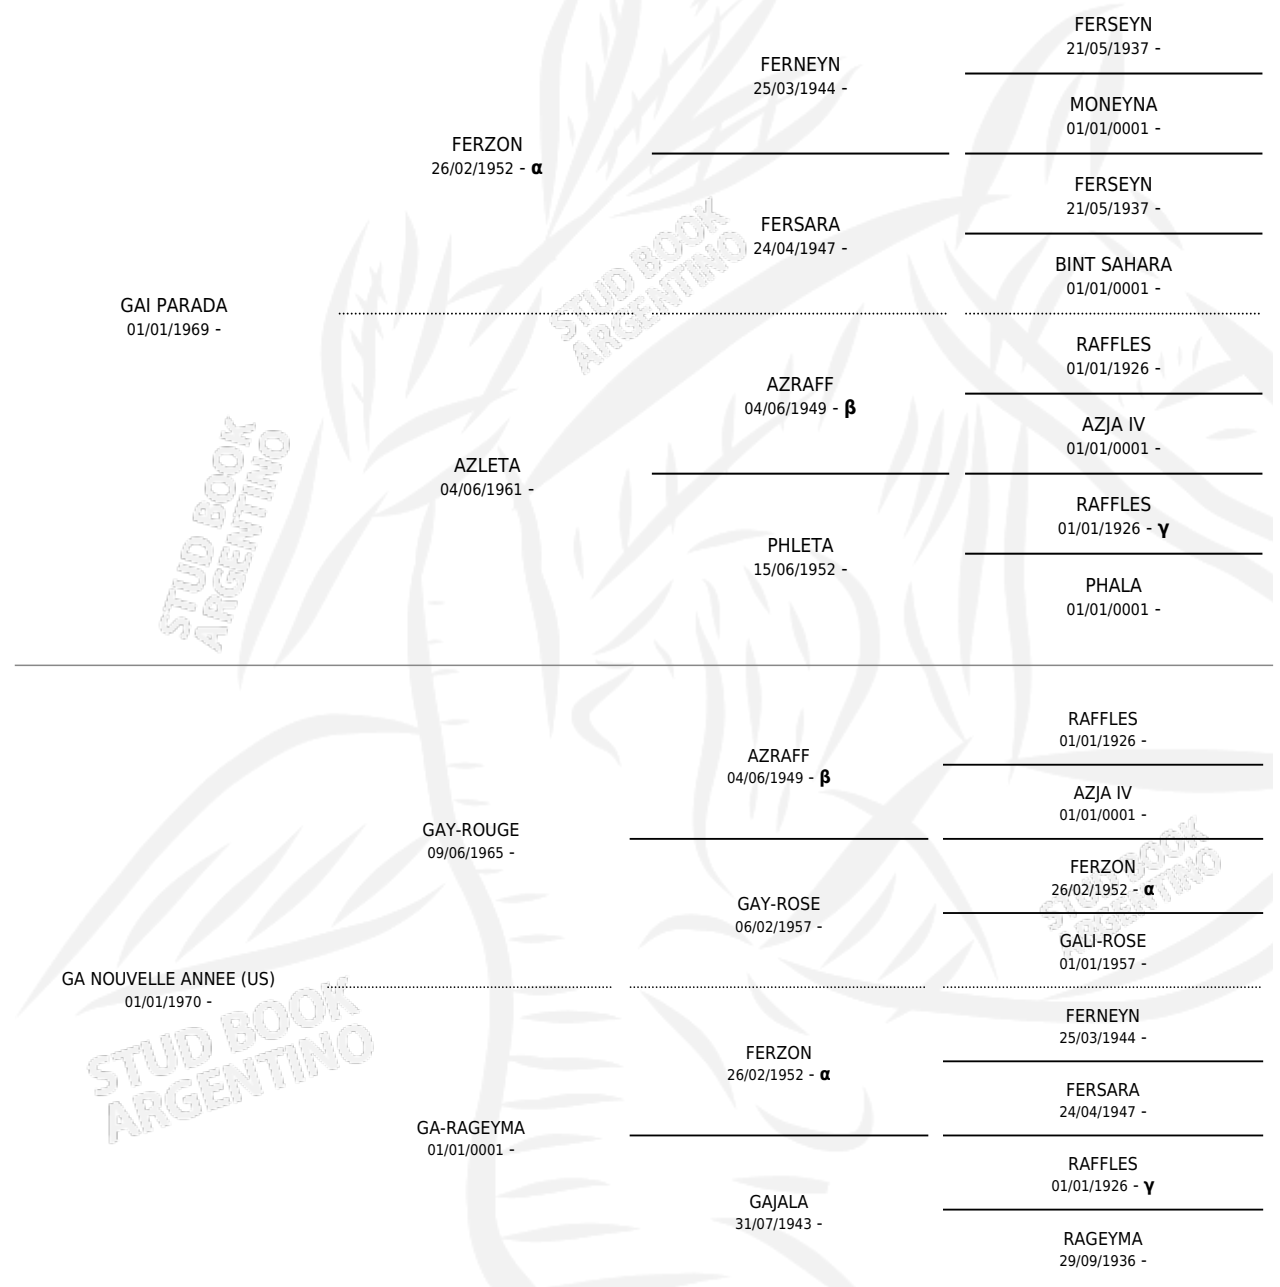 FERSEYN
21/05/1937 -
FERNEYN
25/03/1944 -
MONEYNA
01/01/0001 -
FERZON
26/02/1952 - α
FERSEYN
21/05/1937 -
FERSARA
24/04/1947 -
BINT SAHARA
01/01/0001 -
GAI PARADA
01/01/1969 -
STUD BOOK
ARGENTINO
RAFFLES
01/01/1926 -
AZRAFF
04/06/1949 - β
AZJA IV
01/01/0001 -
AZLETA
04/06/1961 -
RAFFLES
01/01/1926 - γ
PHLETA
15/06/1952 -
PHALA
01/01/0001 -
STUD BOOK
ARGENTINO
RAFFLES
01/01/1926 -
AZRAFF
04/06/1949 - β
AZJA IV
01/01/0001 -
GAY-ROUGE
09/06/1965 -
FERZON
26/02/1952 - α
STUD BOOK
ARGENTINO
GAY-ROSE
06/02/1957 -
GALI-ROSE
01/01/1957 -
GA NOUVELLE ANNEE (US)
01/01/1970 -
STUD BOOK
ARGENTINO
FERNEYN
25/03/1944 -
FERZON
26/02/1952 - α
FERSARA
24/04/1947 -
GA-RAGEYMA
01/01/0001 -
RAFFLES
01/01/1926 - γ
GAJALA
31/07/1943 -
RAGEYMA
29/09/1936 -